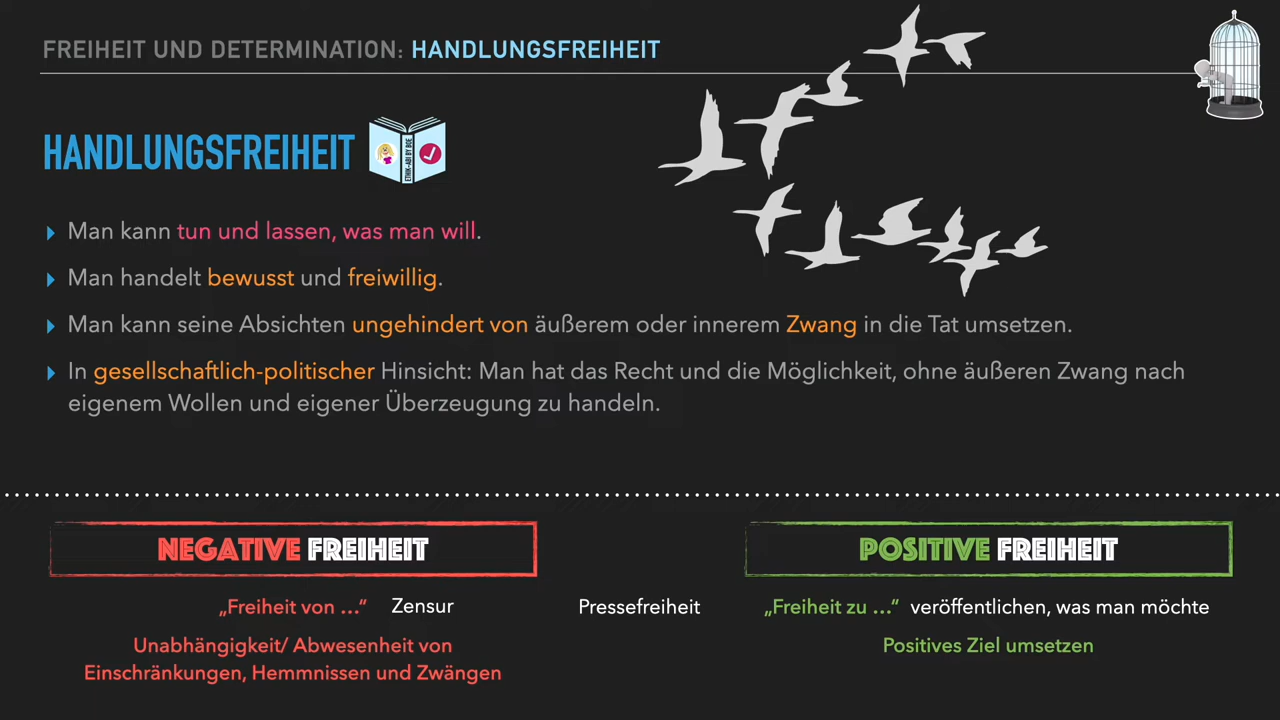 FREIHEIT UND DETERMINATION: HANDLUNGSFREIHEIT
HANDLUNGSFREIHEIT
ETHIK-ABI BY BOE
Man kann tun und lassen, was man will.
Man handelt bewusst und freiwillig.
Man kann seine Absichten ungehindert von äußerem oder innerem Zwang in die Tat umsetzen.
In gesellschaftlich-politischer Hinsicht: Man hat das Recht und die Möglichkeit, ohne äußeren Zwang nach
eigenem Wollen und eigener Überzeugung zu handeln.
NEGATIVE FREIHEIT
„Freiheit von ...“ Zensur
Unabhängigkeit/ Abwesenheit von
Einschränkungen, Hemmnissen und Zwängen
Pressefreiheit
POSITIVE FREIHEIT
„Freiheit zu ...“ veröffentlichen, was man möchte
Positives Ziel umsetzen